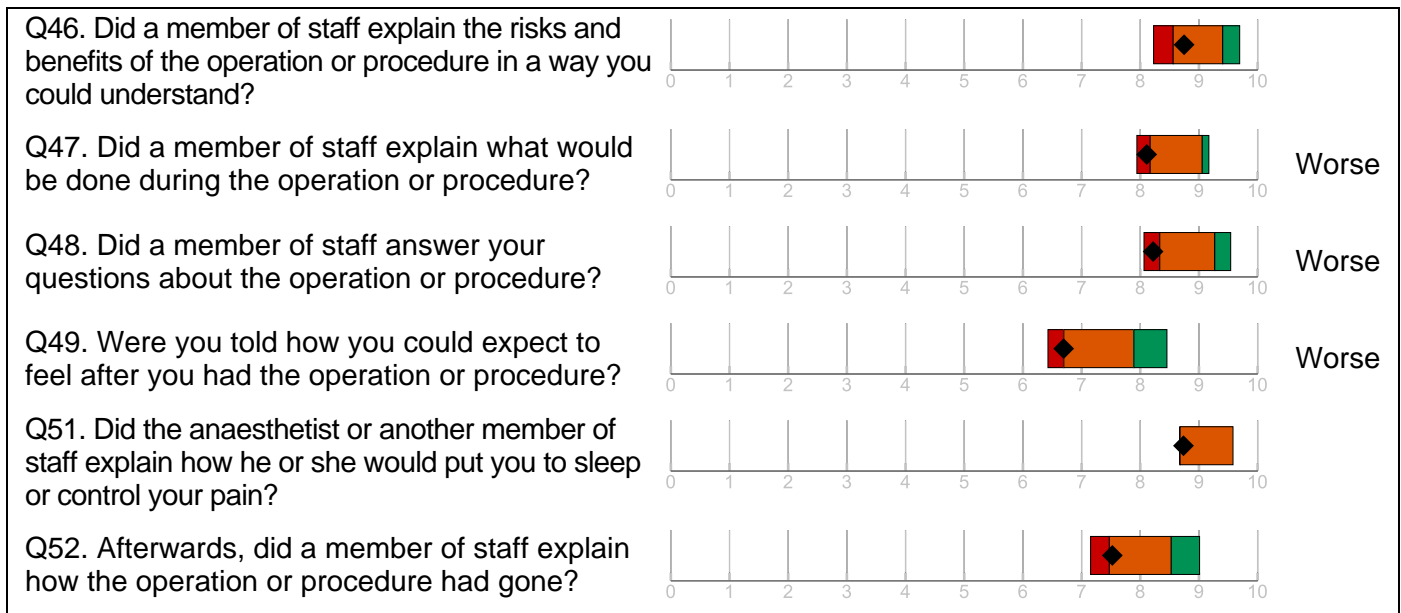 Q46. Did a member of staff explain the risks and
benefits of the operation or procedure in a way you
could understand?
0 1 2 3 4 5 6 7 8 9 10
Q47. Did a member of staff explain what would
be done during the operation or procedure?
0 1 2 3 4 5 6 7 8 9 10
Worse
Q48. Did a member of staff answer your
questions about the operation or procedure?
0 1 2 3 4 5 6 7 8 9 10
Worse
Q49. Were you told how you could expect to
feel after you had the operation or procedure?
0 1 2 3 4 5 6 7 8 9 10
Worse
Q51. Did the anaesthetist or another member of
staff explain how he or she would put you to sleep
or control your pain?
0 1 2 3 4 5 6 7 8 9 10
Q52. Afterwards, did a member of staff explain
how the operation or procedure had gone?
0 1 2 3 4 5 6 7 8 9 10